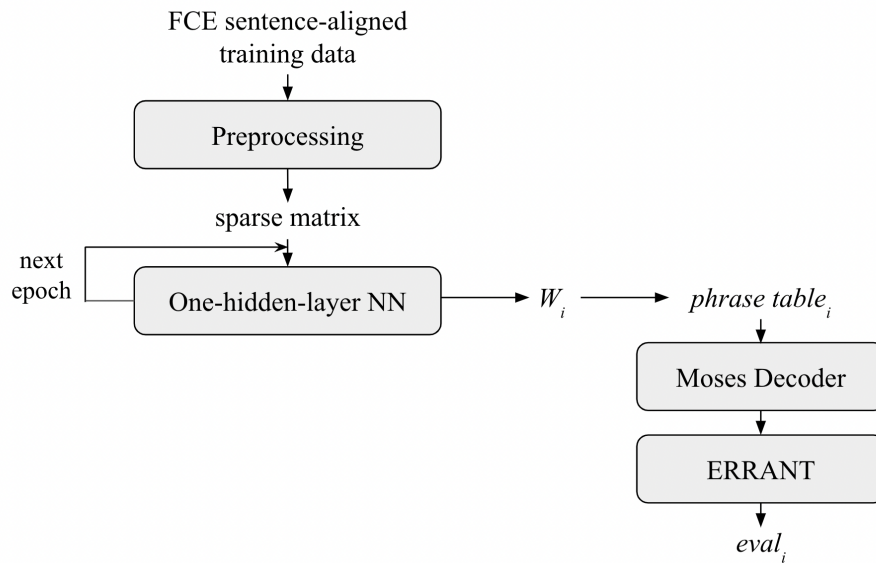 FCE sentence-aligned
training data
Preprocessing
sparse matrix
next
epoch
One-hidden-layer NN
W_i
phrase table_i
Moses Decoder
ERRANT
eval_i